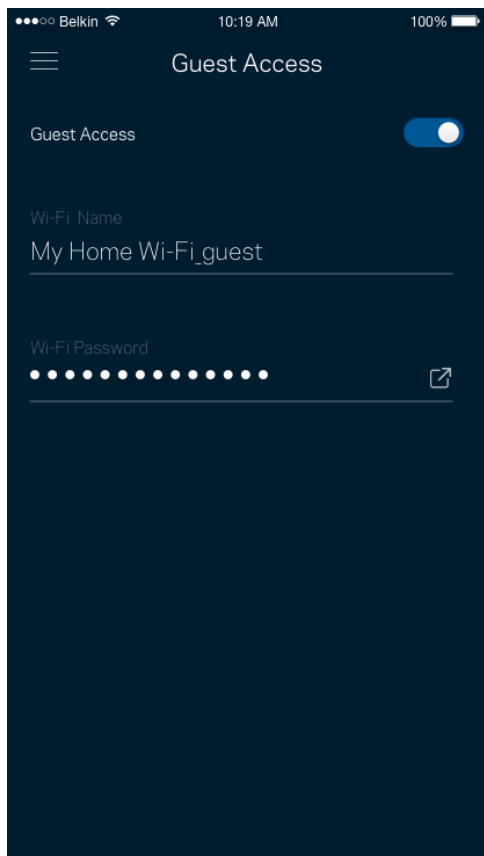 Belkin 10:19 AM 100%
Guest Access
Guest Access
Wi-Fi Name
My Home Wi-Fi_guest
Wi-Fi Password
••••••••••••••